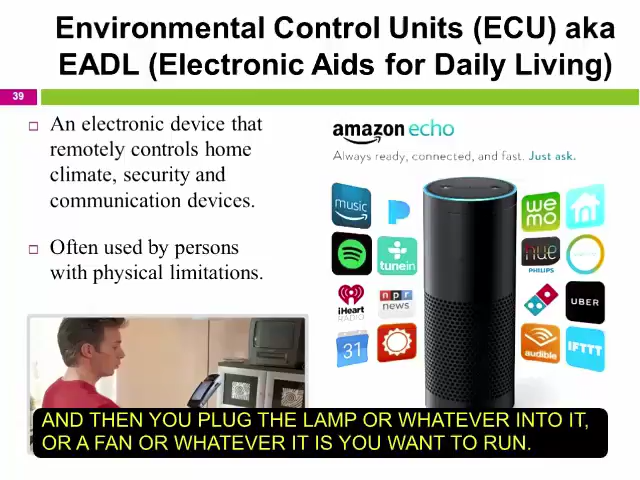 Environmental Control Units (ECU) aka
EADL (Electronic Aids for Daily Living)
39
□ An electronic device that
remotely controls home
climate, security and
communication devices.
□ Often used by persons
with physical limitations.
amazon echo
Always ready, connected, and fast. Just ask.
music
we
mo
tunein
hue
PHILIPS
iHeart
RADIO
npr
news
UBER
31
audible
IFTTT
AND THEN YOU PLUG THE LAMP OR WHATEVER INTO IT,
OR A FAN OR WHATEVER IT IS YOU WANT TO RUN.